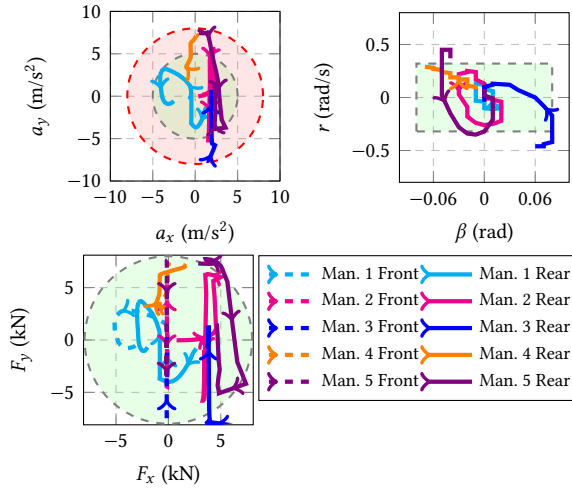 10
5
0
−5
−10
a_y (m/s²)
−10 −5 0 5 10
a_x (m/s²)
0.5
0
−0.5
r (rad/s)
−0.06 0 0.06
β (rad)
5
0
−5
F_y (kN)
−5 0 5
F_x (kN)
Man. 1 Front Man. 1 Rear
Man. 2 Front Man. 2 Rear
Man. 3 Front Man. 3 Rear
Man. 4 Front Man. 4 Rear
Man. 5 Front Man. 5 Rear